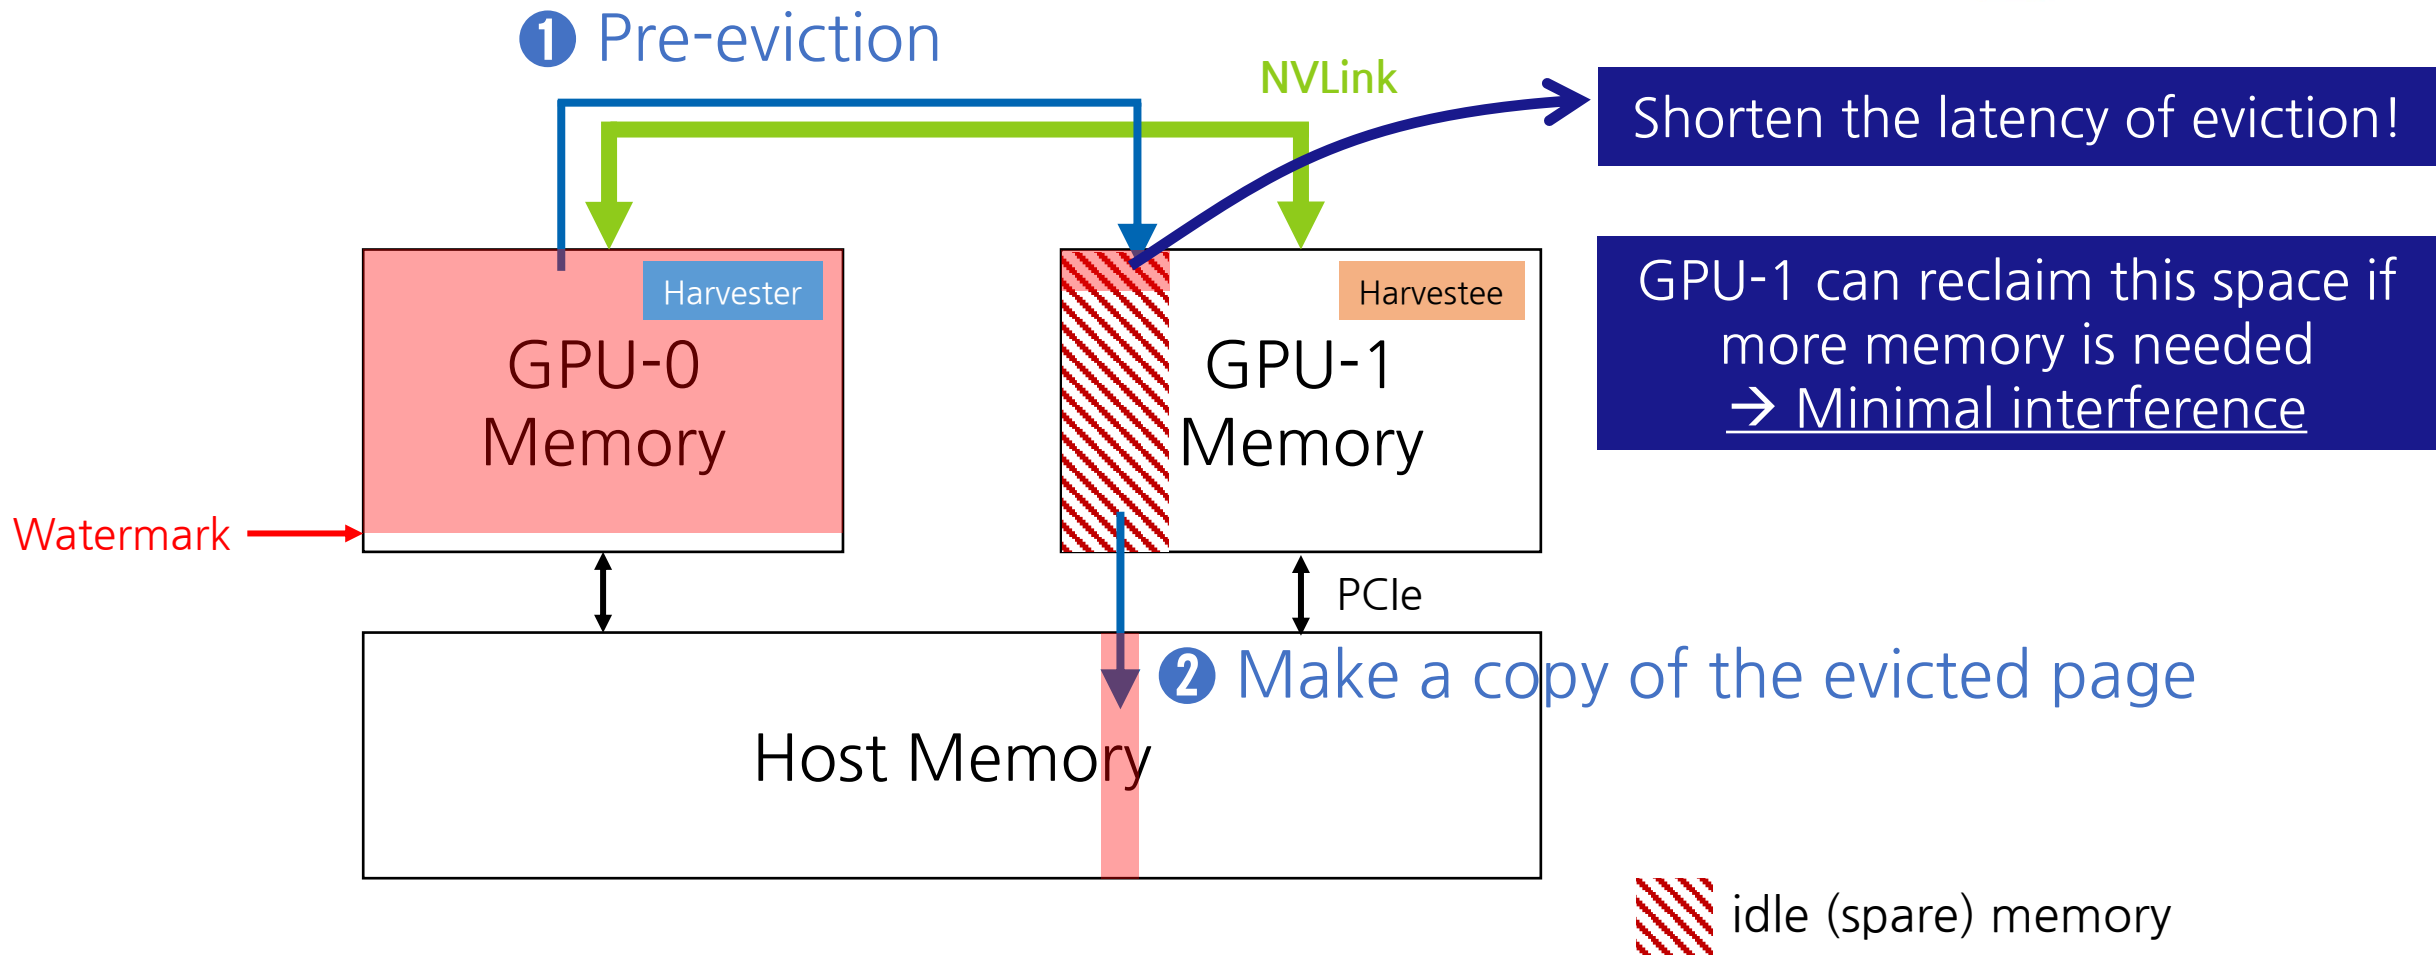 ❶ Pre-eviction
NVLink
Shorten the latency of eviction!
Harvester
GPU-0
Memory
Harvestee
GPU-1
Memory
GPU-1 can reclaim this space if
more memory is needed
→ Minimal interference
Watermark
PCIe
❷ Make a copy of the evicted page
Host Memory
idle (spare) memory